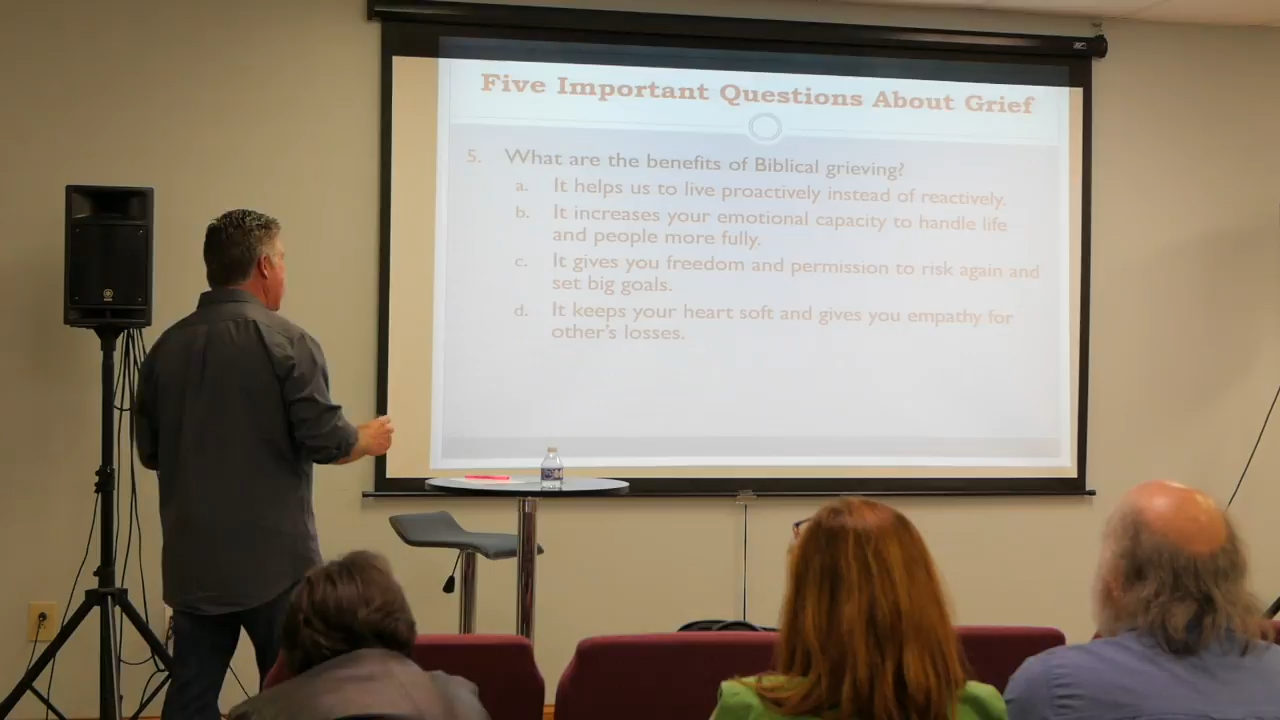 Five Important Questions About Grief
5. What are the benefits of Biblical grieving?
a. It helps us to live proactively instead of reactively.
b. It increases your emotional capacity to handle life
and people more fully.
c. It gives you freedom and permission to risk again and
set big goals.
d. It keeps your heart soft and gives you empathy for
other's losses.